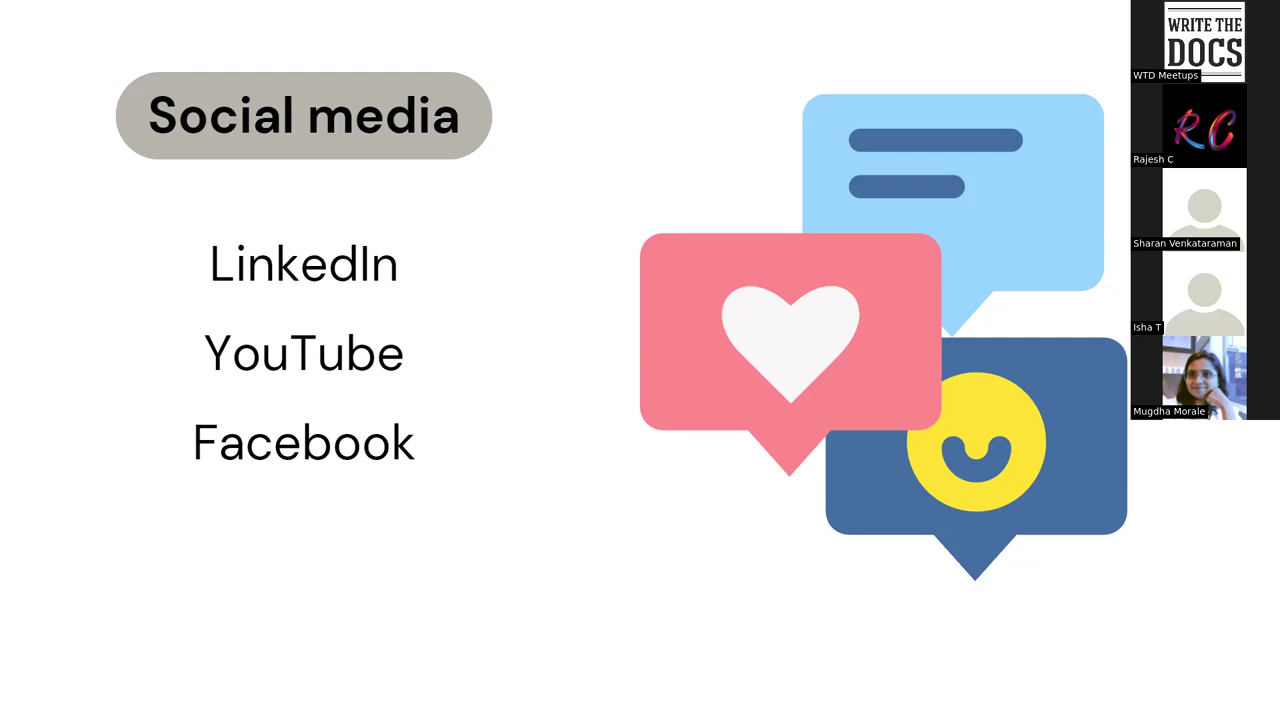 Social media
LinkedIn
YouTube
Facebook
WRITE THE
DOCS
WTD Meetups
RC
Rajesh C
Sharan Venkataraman
Isha T
Mugdha Morale